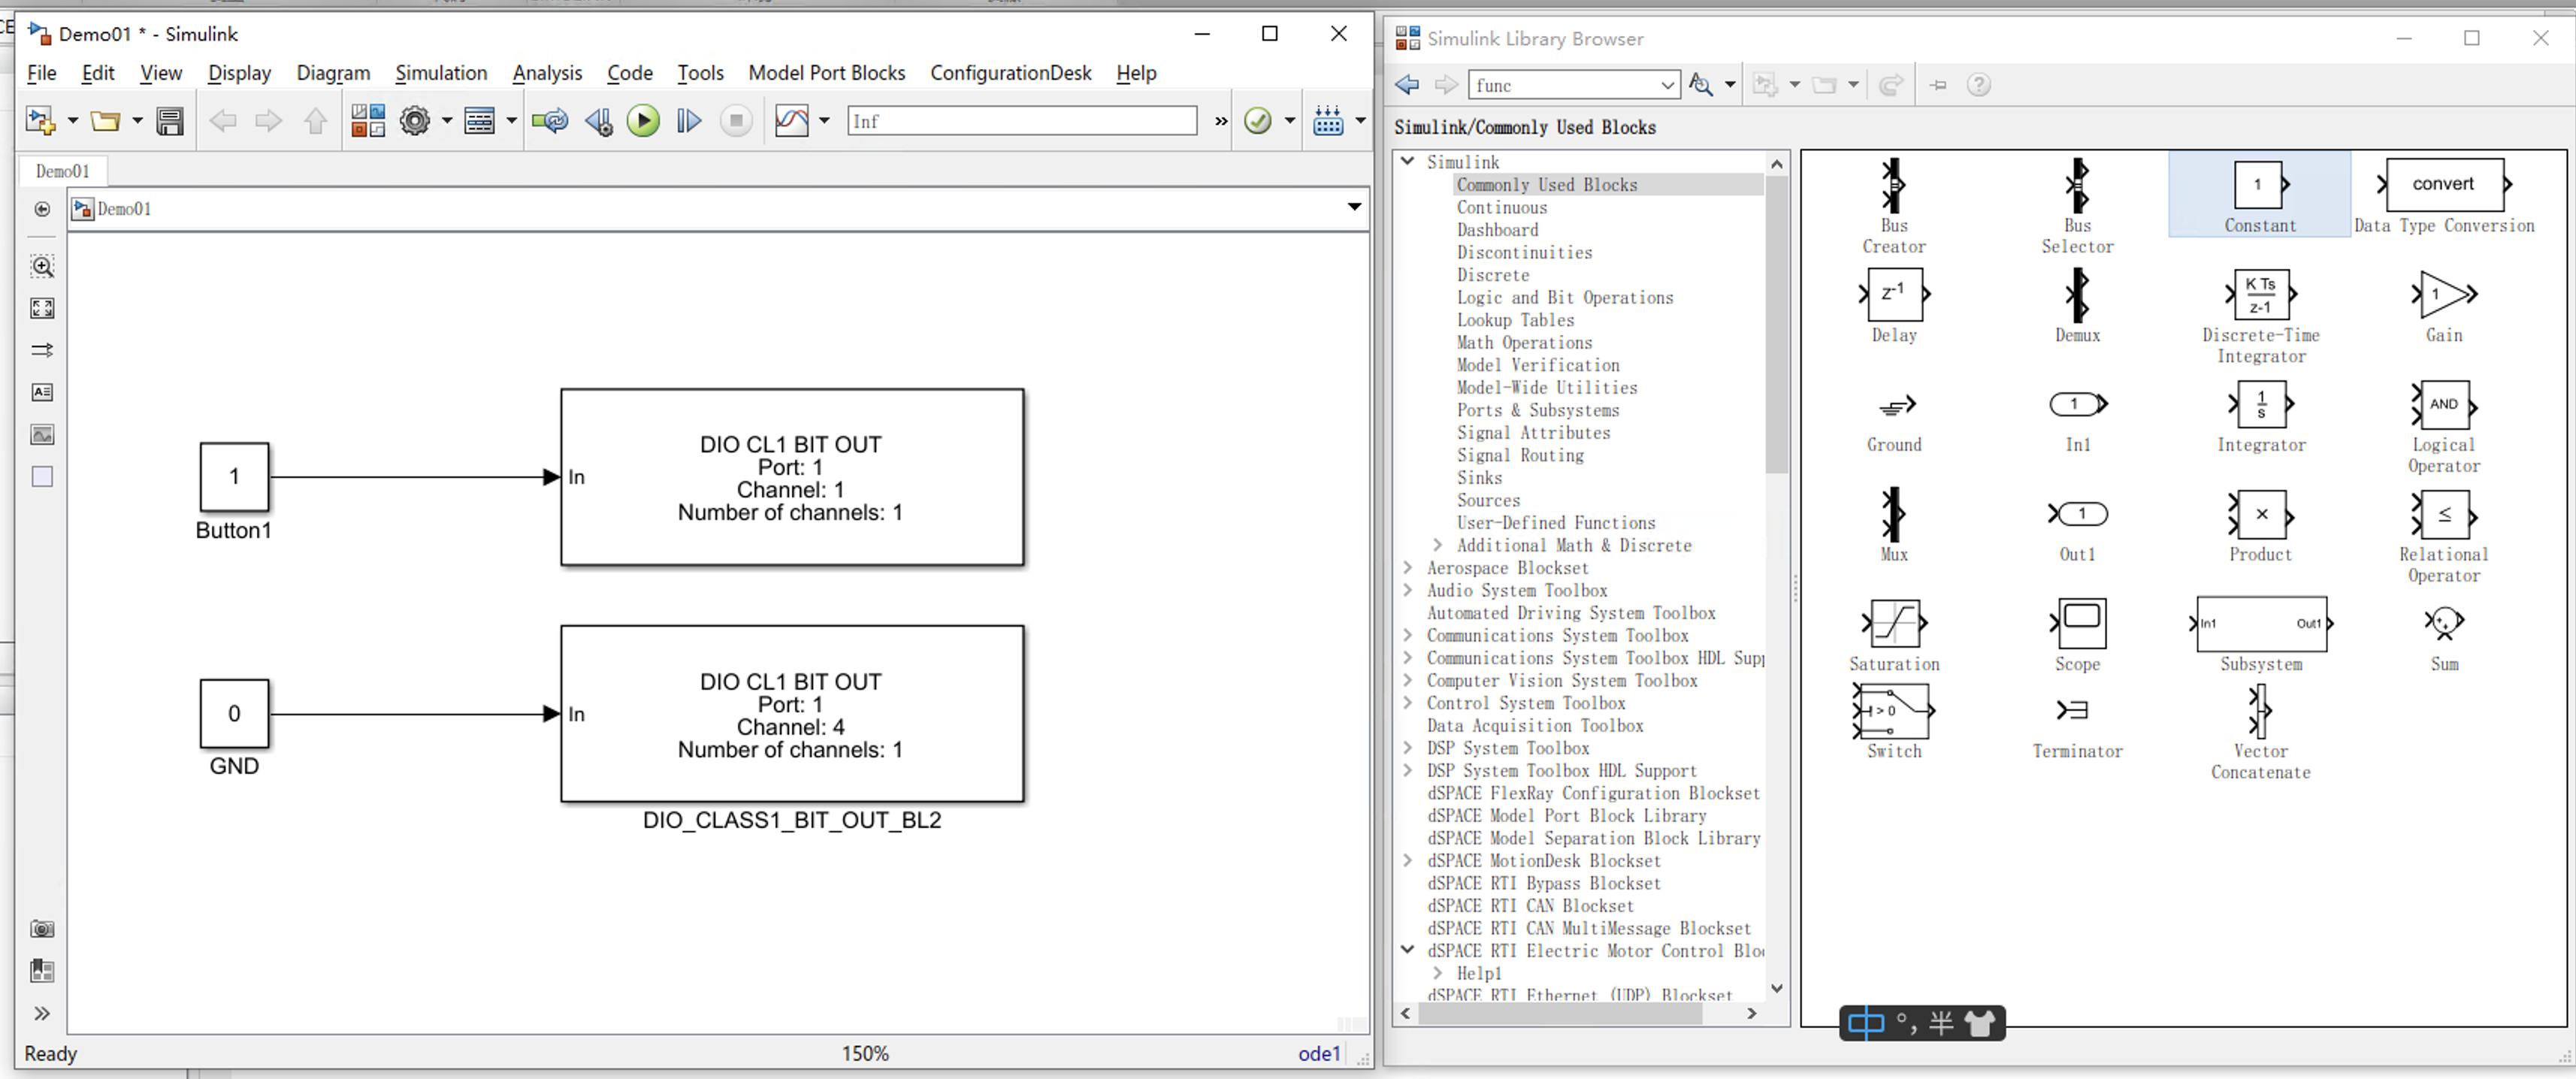 Demo01 * - Simulink
File Edit View Display Diagram Simulation Analysis Code Tools Model Port Blocks ConfigurationDesk Help
Inf
»
Demo01
Demo01
1
Button1
In
DIO CL1 BIT OUT
Port: 1
Channel: 1
Number of channels: 1
0
GND
In
DIO CL1 BIT OUT
Port: 1
Channel: 4
Number of channels: 1
DIO_CLASS1_BIT_OUT_BL2
Ready
150%
ode1
Simulink Library Browser
func
Simulink/Commonly Used Blocks
Simulink
Commonly Used Blocks
Continuous
Dashboard
Discontinuities
Discrete
Logic and Bit Operations
Lookup Tables
Math Operations
Model Verification
Model-Wide Utilities
Ports & Subsystems
Signal Attributes
Signal Routing
Sinks
Sources
User-Defined Functions
Additional Math & Discrete
Aerospace Blockset
Audio System Toolbox
Automated Driving System Toolbox
Communications System Toolbox
Communications System Toolbox HDL Supp
Computer Vision System Toolbox
Control System Toolbox
Data Acquisition Toolbox
DSP System Toolbox
DSP System Toolbox HDL Support
dSPACE FlexRay Configuration Blockset
dSPACE Model Port Block Library
dSPACE Model Separation Block Library
dSPACE MotionDesk Blockset
dSPACE RTI Bypass Blockset
dSPACE RTI CAN Blockset
dSPACE RTI CAN MultiMessage Blockset
dSPACE RTI Electric Motor Control Blo
Help1
dSPACE RTI Ethernet (UDP) Blockset
Bus
Creator
Bus
Selector
1
Constant
convert
Data Type Conversion
z-1
Delay
Demux
K Ts
z-1
Discrete-Time
Integrator
1
Gain
Ground
1
In1
1
s
Integrator
AND
Logical
Operator
Mux
1
Out1
×
Product
≤
Relational
Operator
Saturation
Scope
In1 Out1
Subsystem
+ +
Sum
> 0
Switch
Terminator
Vector
Concatenate
中 °, 半